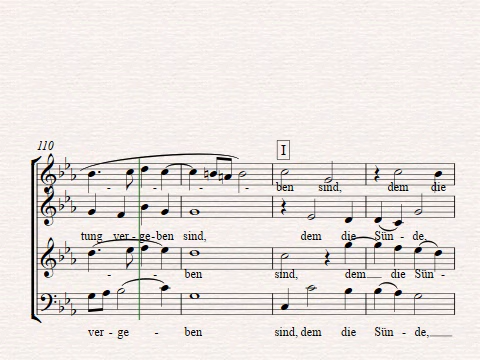 110
I
- - - - ben sind, dem die
tung ver - ge - ben sind, dem die Sün - de,
- - ben sind, dem die Sün -
ver - ge - ben sind, dem die Sün - de,